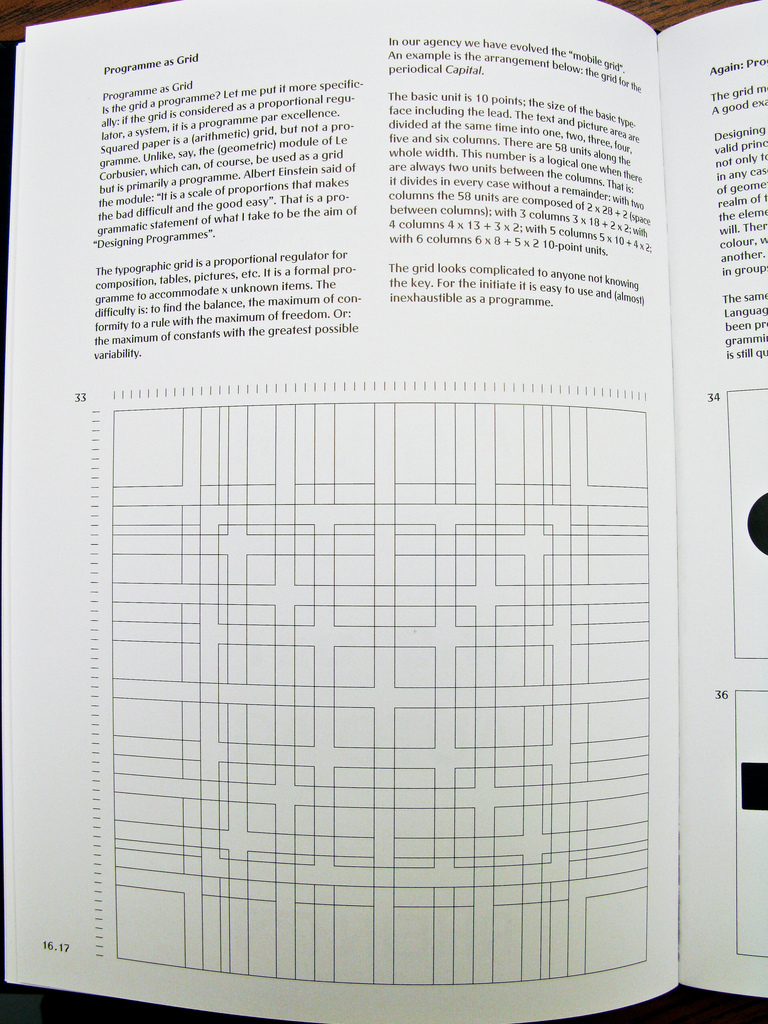 Programme as Grid
Programme as Grid
Is the grid a programme? Let me put it more specific-
ally: if the grid is considered as a proportional regu-
lator, a system, it is a programme par excellence.
Squared paper is a (arithmetic) grid, but not a pro-
gramme. Unlike, say, the (geometric) module of Le
Corbusier, which can, of course, be used as a grid
but is primarily a programme. Albert Einstein said of
the module: "It is a scale of proportions that makes
the bad difficult and the good easy". That is a pro-
grammatic statement of what I take to be the aim of
"Designing Programmes".
The typographic grid is a proportional regulator for
composition, tables, pictures, etc. It is a formal pro-
gramme to accommodate x unknown items. The
difficulty is: to find the balance, the maximum of con-
formity to a rule with the maximum of freedom. Or:
the maximum of constants with the greatest possible
variability.
In our agency we have evolved the "mobile grid".
An example is the arrangement below: the grid for the
periodical Capital.
The basic unit is 10 points; the size of the basic type-
face including the lead. The text and picture area are
divided at the same time into one, two, three, four,
five and six columns. There are 58 units along the
whole width. This number is a logical one when there
are always two units between the columns. That is:
it divides in every case without a remainder: with two
columns the 58 units are composed of 2 x 28 + 2 (space
between columns); with 3 columns 3 x 18 + 2 x 2; with
4 columns 4 x 13 + 3 x 2; with 5 columns 5 x 10 + 4 x 2;
with 6 columns 6 x 8 + 5 x 2 10-point units.
The grid looks complicated to anyone not knowing
the key. For the initiate it is easy to use and (almost)
inexhaustible as a programme.
33
16.17
Again: Pro
The grid
A good exa
Designing
valid princ
not only to
in any cas
of geome
realm of t
the eleme
will. Ther
colour, w
another.
in group
The same
Languag
been pr
grammi
is still qu
34
36